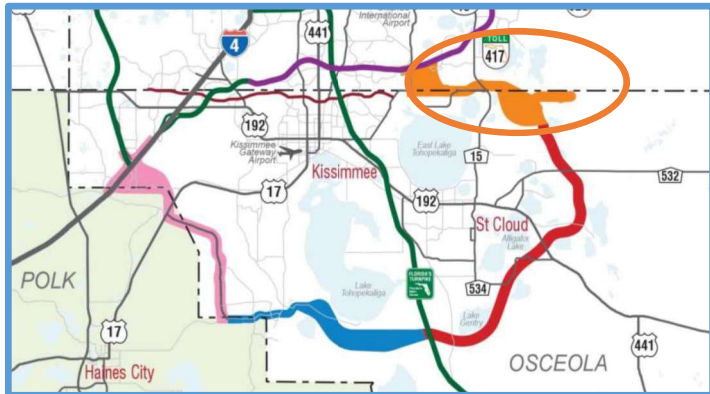 International
Airport
4
441
TOLL
417
192
Kissimmee
Gateway
Airport
East Lake
Tohopekaliga
15
Kissimmee
17
192
532
St Cloud
Alligator
Lake
POLK
Lake
Tohopekaliga
FLORIDA'S
TURNPIKE
534
Lake
Gentry
17
441
Haines City
OSCEOLA